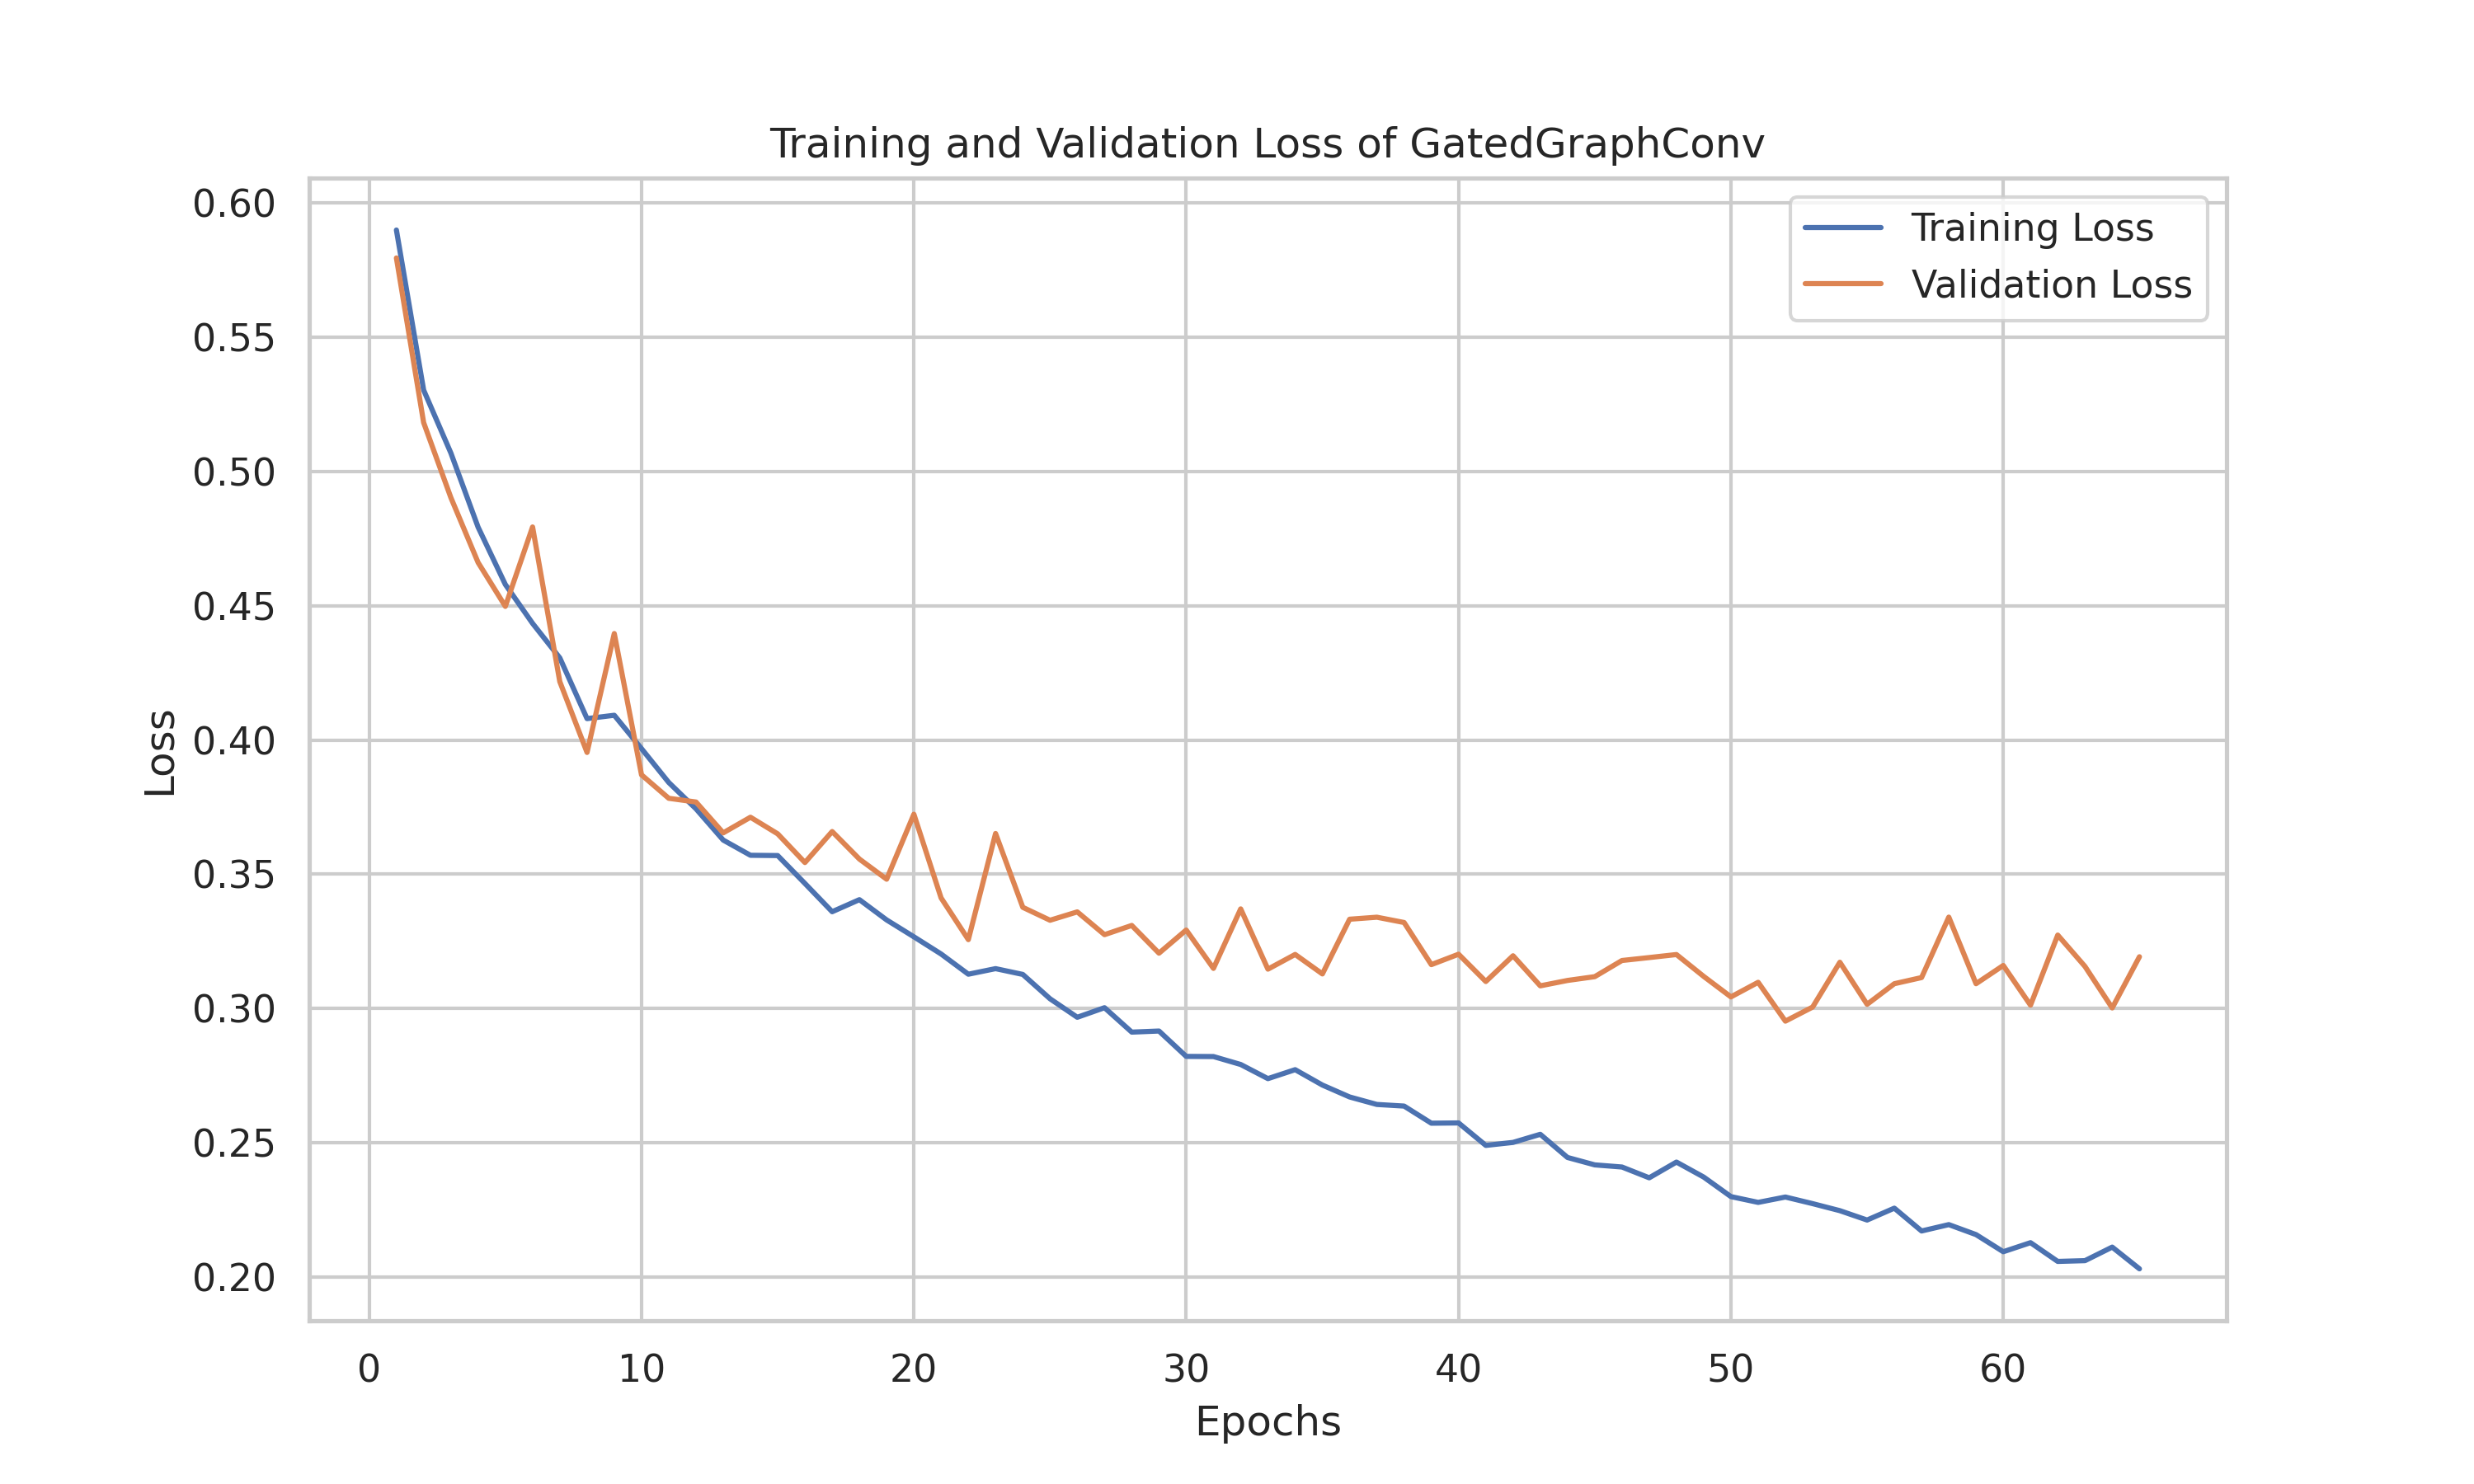 Training and Validation Loss of GatedGraphConv
Training Loss
Validation Loss
Loss
0.60
0.55
0.50
0.45
0.40
0.35
0.30
0.25
0.20
0 10 20 30 40 50 60
Epochs